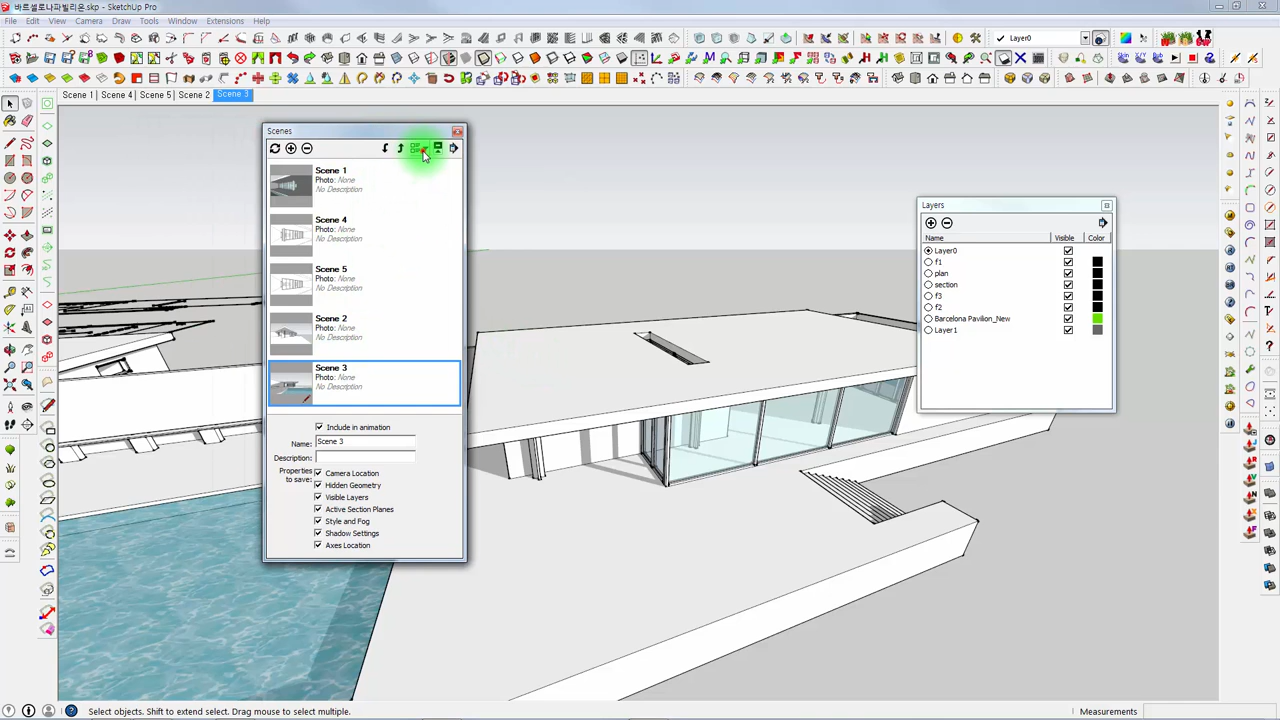 바르셀로나파빌리온.skp - SketchUp Pro
File Edit View Camera Draw Tools Window Extensions Help
Layer0
Scene 1 Scene 4 Scene 5 Scene 2 Scene 3
Scenes
Scene 1
Photo: None
No Description
Scene 4
Photo: None
No Description
Scene 5
Photo: None
No Description
Scene 2
Photo: None
No Description
Scene 3
Photo: None
No Description
Include in animation
Name: Scene 3
Description:
Properties to save:
Camera Location
Hidden Geometry
Visible Layers
Active Section Planes
Style and Fog
Shadow Settings
Axes Location
Layers
Name Visible Color
Layer0
f1
plan
section
f3
f2
Barcelona Pavilion_New
Layer1
Select objects. Shift to extend select. Drag mouse to select multiple.
Measurements